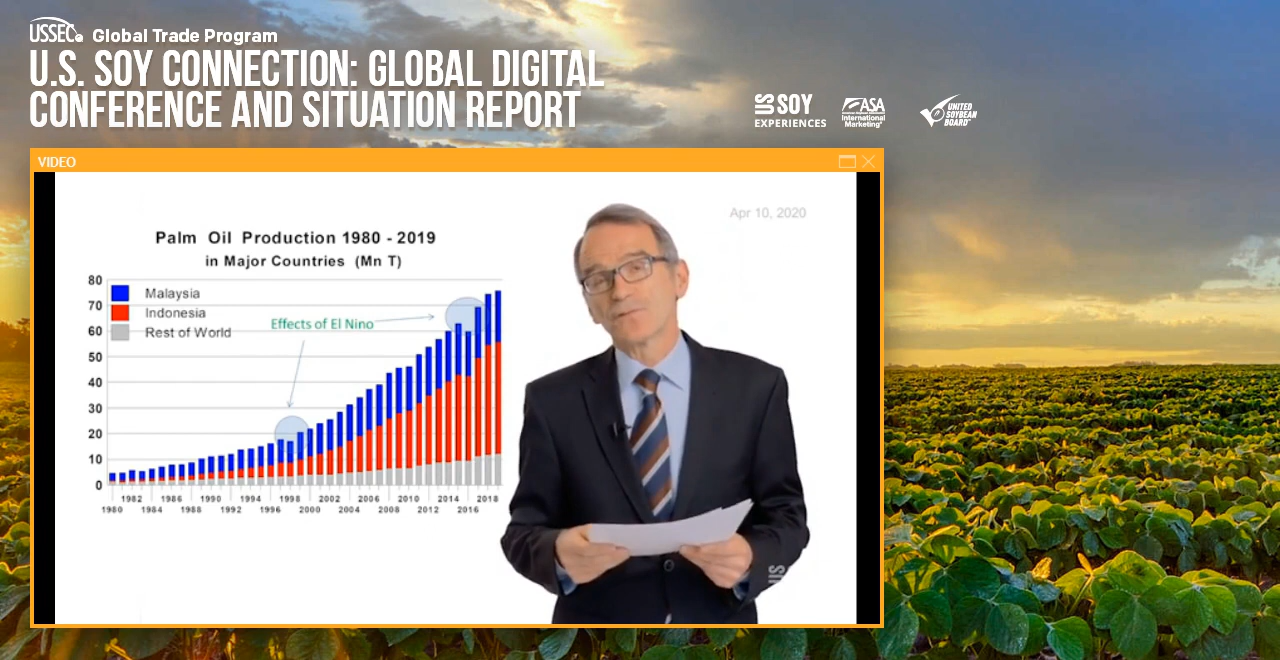 USSEC Global Trade Program
U.S. SOY CONNECTION: GLOBAL DIGITAL
CONFERENCE AND SITUATION REPORT
US SOY
EXPERIENCES
ASA
International
Marketing
UNITED
SOYBEAN
BOARD
VIDEO
Apr 10, 2020
Palm Oil Production 1980 - 2019
in Major Countries (Mn T)
80
70
60
50
40
30
20
10
0
Malaysia
Indonesia
Rest of World
Effects of El Nino
1982 1986 1990 1994 1998 2002 2006 2010 2014 2018
1980 1984 1988 1992 1996 2000 2004 2008 2012 2016
US